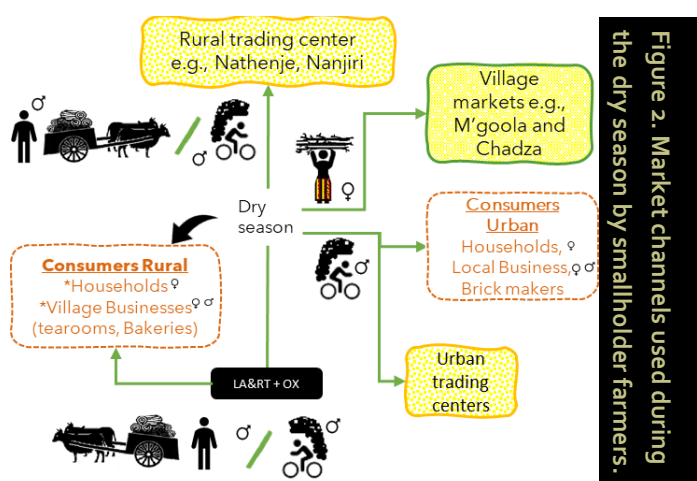 Rural trading center
e.g., Nathenje, Nanjiri
Village
markets e.g.,
M'goola and
Chadza
♂
♂
♀
Dry
season
Consumers
Urban
Households, ♀
Local Business, ♀ ♂
Brick makers
♂
Consumers Rural
*Households ♀
*Village Businesses ♀ ♂
(tearooms, Bakeries)
LA&RT + OX
Urban
trading
centers
♂
♂
Figure 2. Market channels used during
the dry season by smallholder farmers.